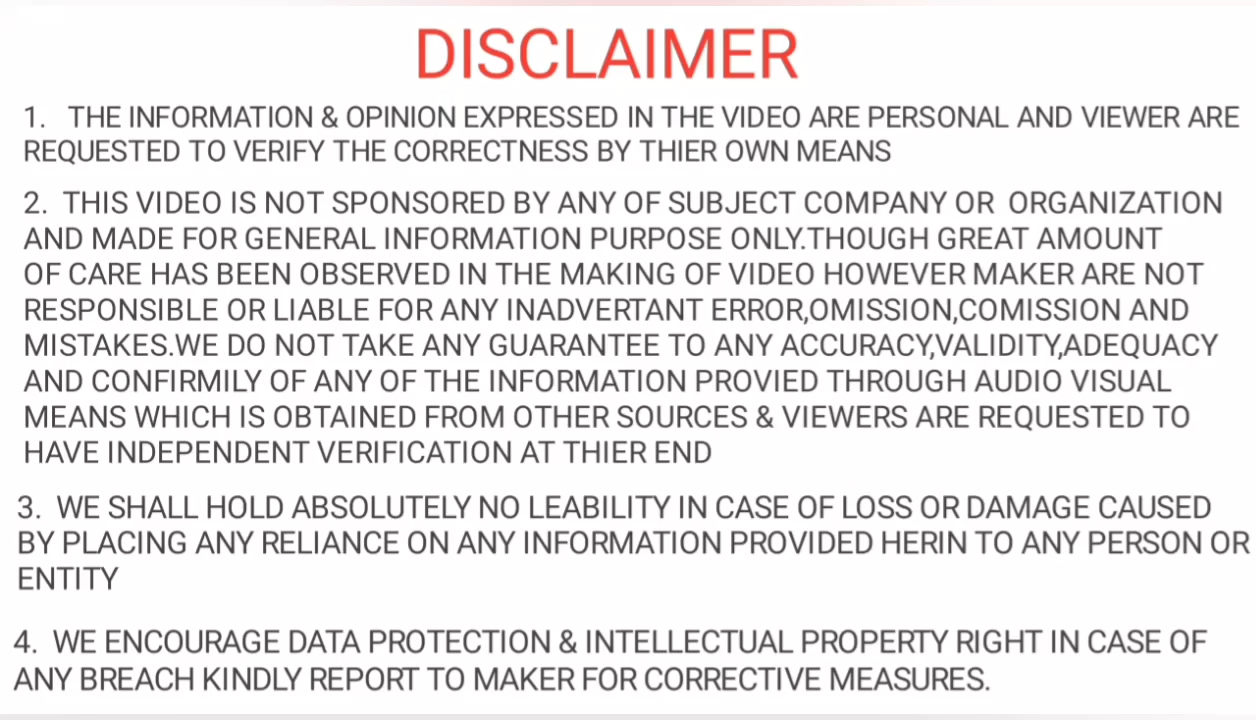 DISCLAIMER
1. THE INFORMATION & OPINION EXPRESSED IN THE VIDEO ARE PERSONAL AND VIEWER ARE
REQUESTED TO VERIFY THE CORRECTNESS BY THIER OWN MEANS
2. THIS VIDEO IS NOT SPONSORED BY ANY OF SUBJECT COMPANY OR ORGANIZATION
AND MADE FOR GENERAL INFORMATION PURPOSE ONLY.THOUGH GREAT AMOUNT
OF CARE HAS BEEN OBSERVED IN THE MAKING OF VIDEO HOWEVER MAKER ARE NOT
RESPONSIBLE OR LIABLE FOR ANY INADVERTANT ERROR,OMISSION,COMISSION AND
MISTAKES.WE DO NOT TAKE ANY GUARANTEE TO ANY ACCURACY,VALIDITY,ADEQUACY
AND CONFIRMILY OF ANY OF THE INFORMATION PROVIED THROUGH AUDIO VISUAL
MEANS WHICH IS OBTAINED FROM OTHER SOURCES & VIEWERS ARE REQUESTED TO
HAVE INDEPENDENT VERIFICATION AT THIER END
3. WE SHALL HOLD ABSOLUTELY NO LEABILITY IN CASE OF LOSS OR DAMAGE CAUSED
BY PLACING ANY RELIANCE ON ANY INFORMATION PROVIDED HERIN TO ANY PERSON OR
ENTITY
4. WE ENCOURAGE DATA PROTECTION & INTELLECTUAL PROPERTY RIGHT IN CASE OF
ANY BREACH KINDLY REPORT TO MAKER FOR CORRECTIVE MEASURES.